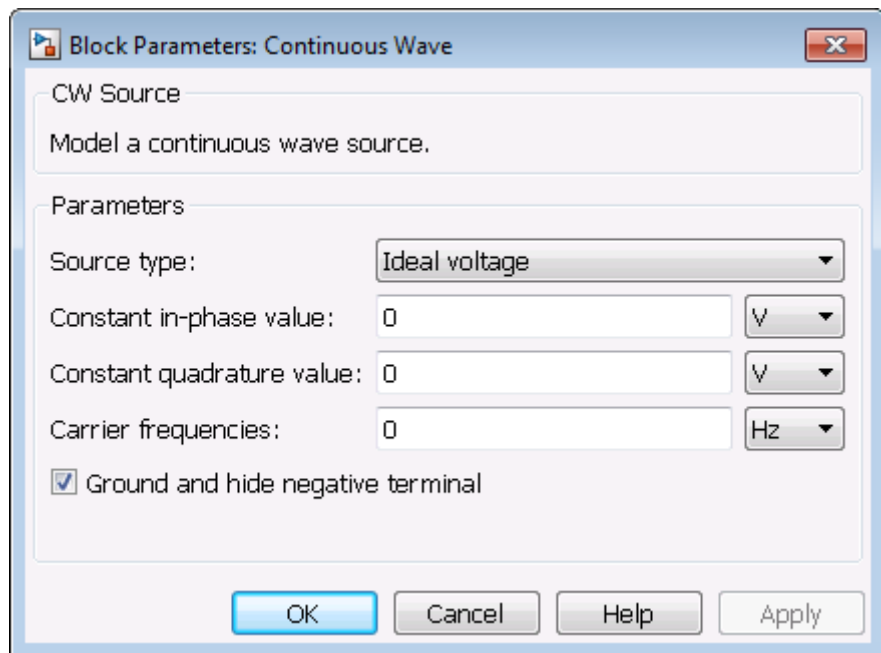 Block Parameters: Continuous Wave
CW Source
Model a continuous wave source.
Parameters
Source type: Ideal voltage
Constant in-phase value: 0 V
Constant quadrature value: 0 V
Carrier frequencies: 0 Hz
Ground and hide negative terminal
OK Cancel Help Apply